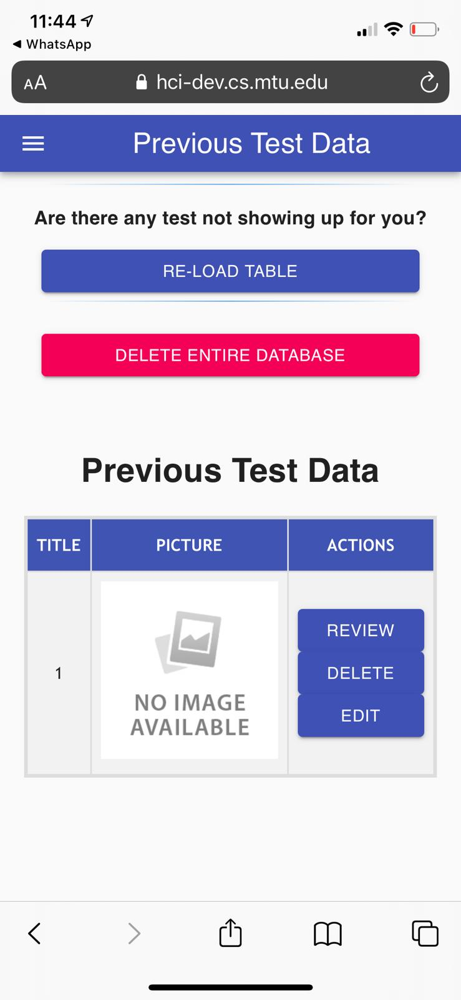 11:44
WhatsApp
AA hci-dev.cs.mtu.edu
Previous Test Data
Are there any test not showing up for you?
RE-LOAD TABLE
DELETE ENTIRE DATABASE
Previous Test Data
TITLE PICTURE ACTIONS
1
NO IMAGE
AVAILABLE
REVIEW
DELETE
EDIT